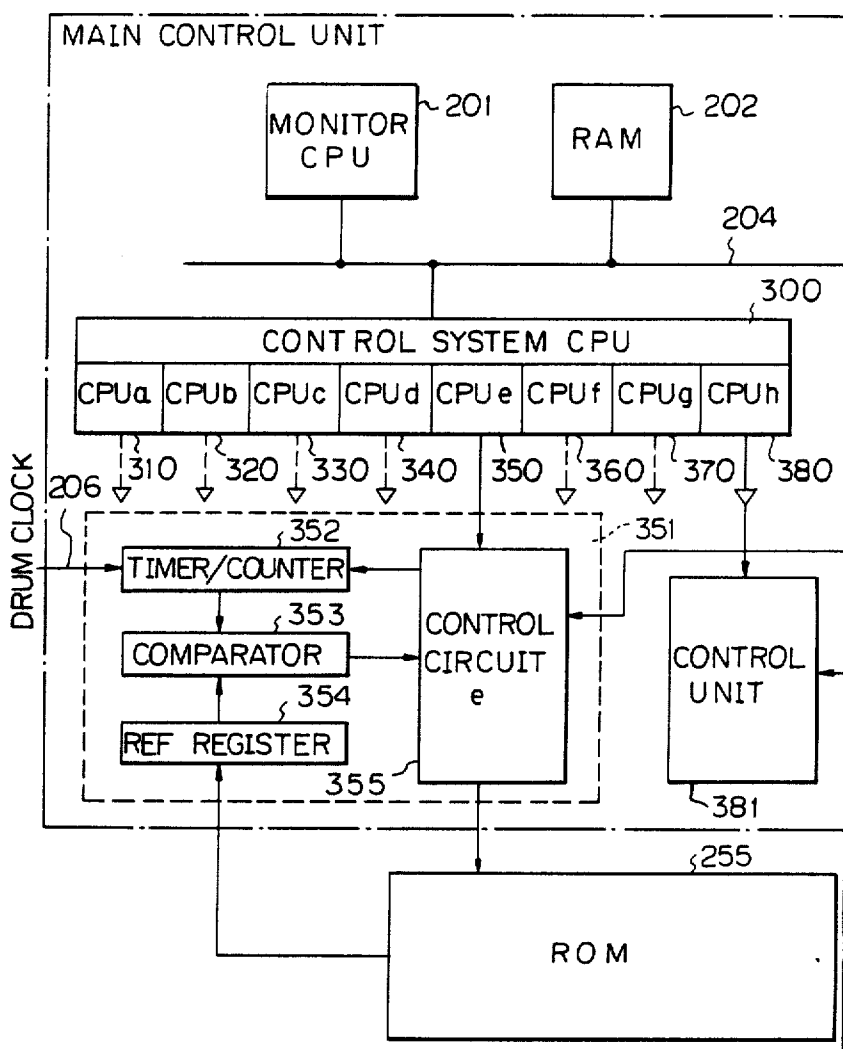 MAIN CONTROL UNIT
201
MONITOR
CPU
202
RAM
204
300
CONTROL SYSTEM CPU
CPUa CPUb CPUc CPUd CPUe CPUf CPUg CPUh
310 320 330 340 350 360 370 380
DRUM CLOCK
206
351
352
TIMER/COUNTER
353
COMPARATOR
354
REF REGISTER
CONTROL
CIRCUIT
e
355
CONTROL
UNIT
381
255
ROM